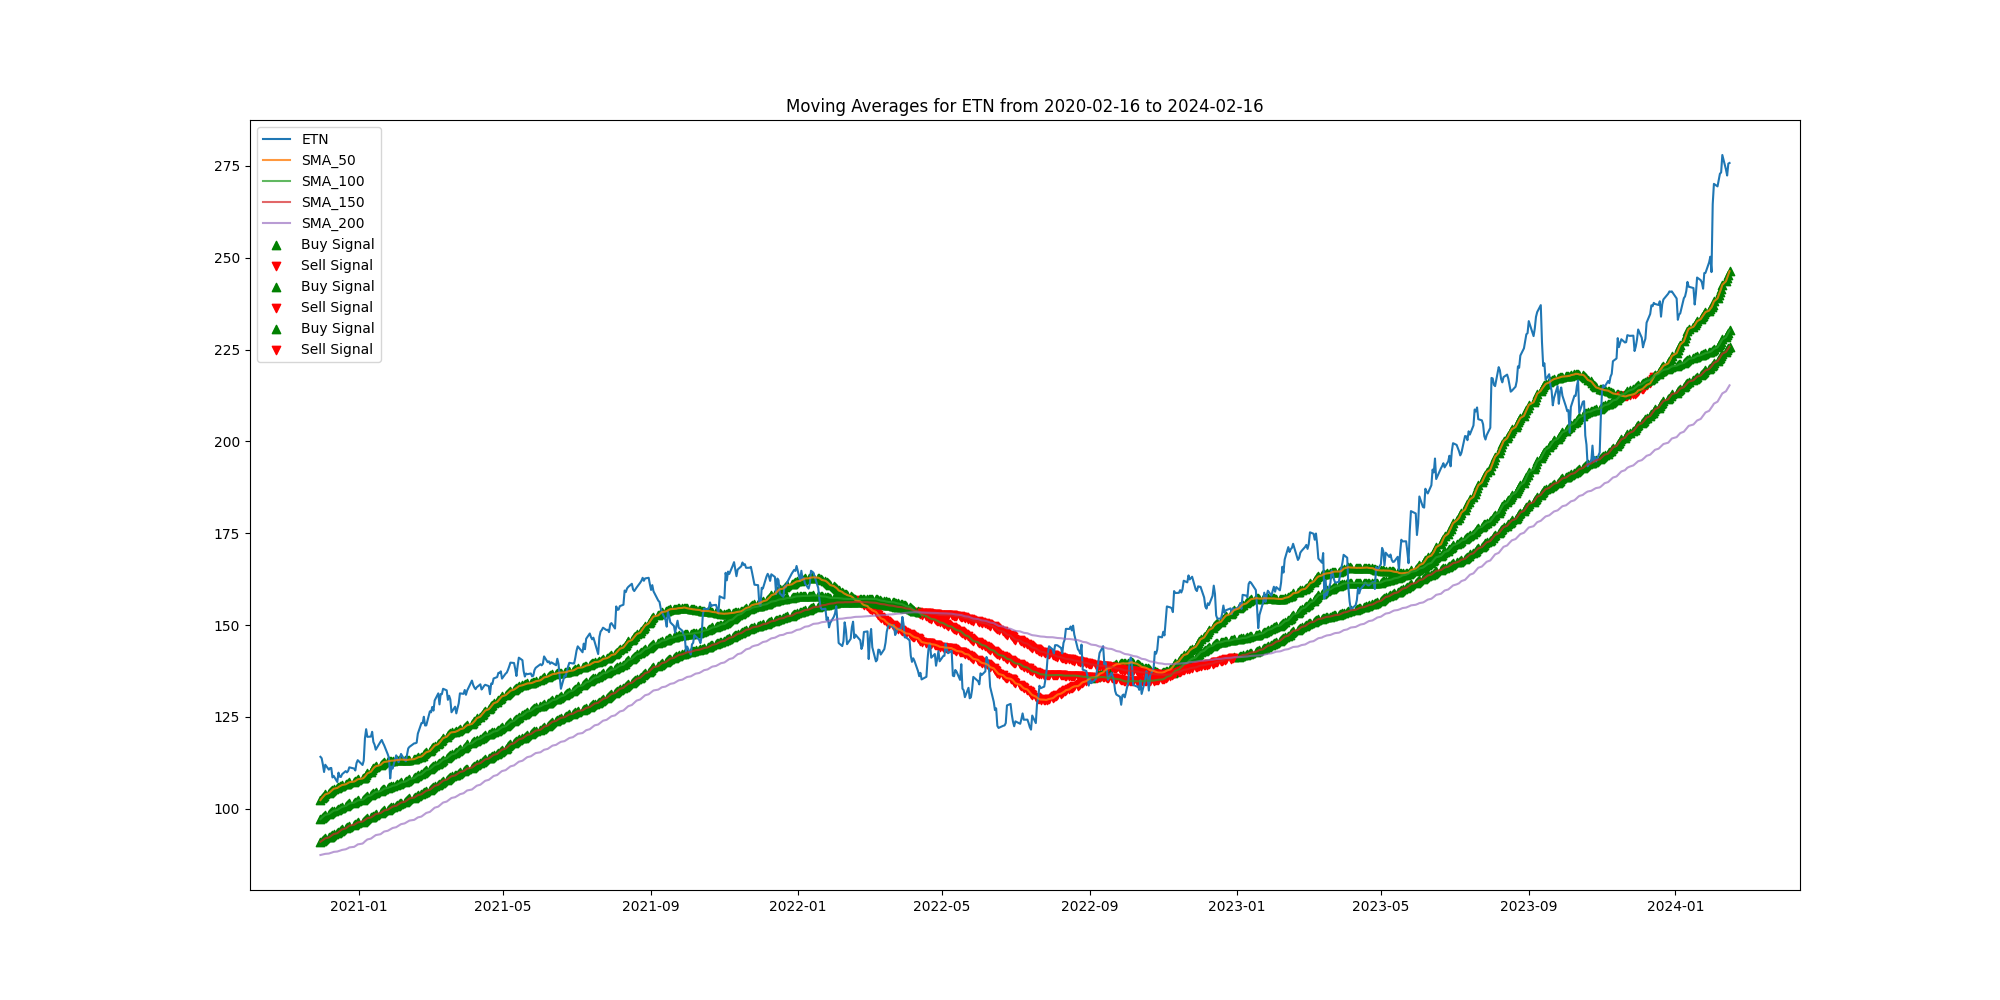 Moving Averages for ETN from 2020-02-16 to 2024-02-16
ETN
SMA_50
SMA_100
SMA_150
SMA_200
Buy Signal
Sell Signal
Buy Signal
Sell Signal
Buy Signal
Sell Signal
275
250
225
200
175
150
125
100
2021-01 2021-05 2021-09 2022-01 2022-05 2022-09 2023-01 2023-05 2023-09 2024-01